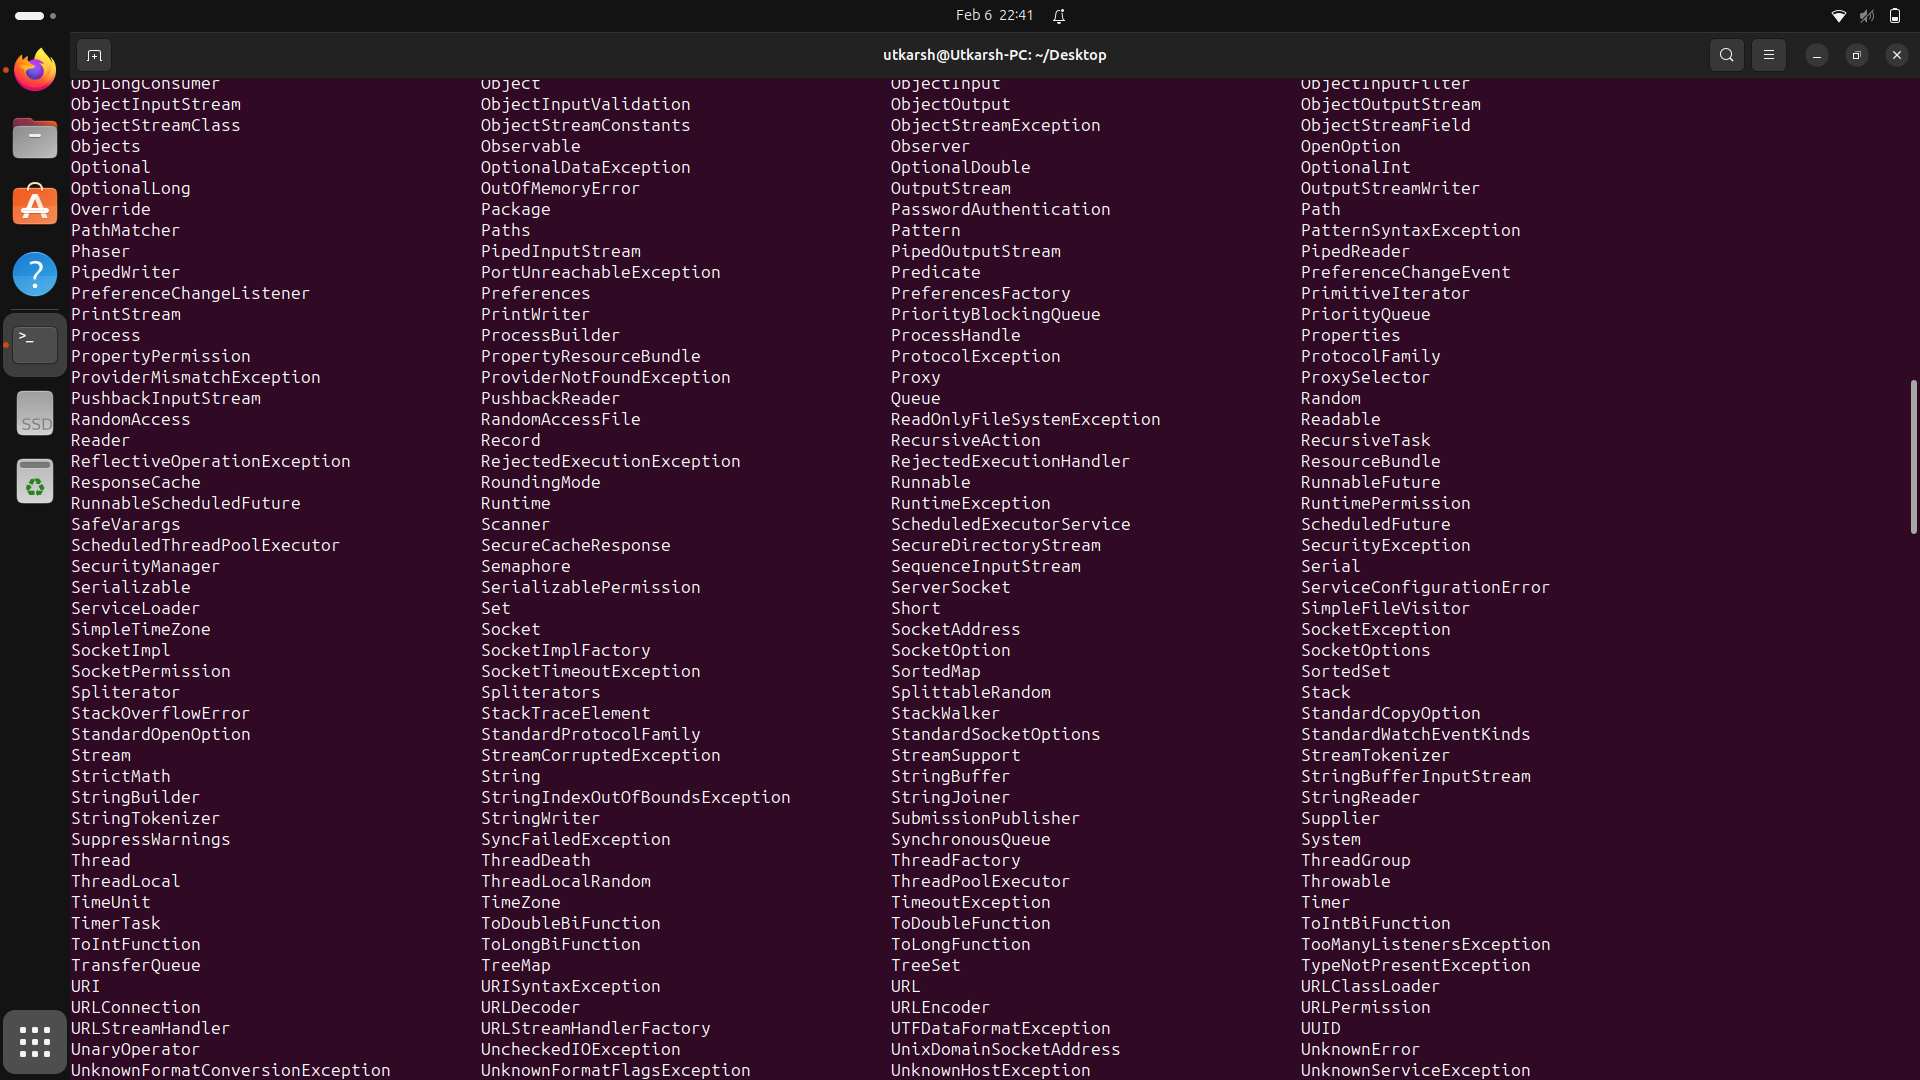 Feb 6 22:41
utkarsh@Utkarsh-PC: ~/Desktop
ObjLongConsumer Object ObjectInput ObjectInputFilter
ObjectInputStream ObjectInputValidation ObjectOutput ObjectOutputStream
ObjectStreamClass ObjectStreamConstants ObjectStreamException ObjectStreamField
Objects Observable Observer OpenOption
Optional OptionalDataException OptionalDouble OptionalInt
OptionalLong OutOfMemoryError OutputStream OutputStreamWriter
Override Package PasswordAuthentication Path
PathMatcher Paths Pattern PatternSyntaxException
Phaser PipedInputStream PipedOutputStream PipedReader
PipedWriter PortUnreachableException Predicate PreferenceChangeEvent
PreferenceChangeListener Preferences PreferencesFactory PrimitiveIterator
PrintStream PrintWriter PriorityBlockingQueue PriorityQueue
Process ProcessBuilder ProcessHandle Properties
PropertyPermission PropertyResourceBundle ProtocolException ProtocolFamily
ProviderMismatchException ProviderNotFoundException Proxy ProxySelector
PushbackInputStream PushbackReader Queue Random
RandomAccess RandomAccessFile ReadOnlyFileSystemException Readable
Reader Record RecursiveAction RecursiveTask
ReflectiveOperationException RejectedExecutionException RejectedExecutionHandler ResourceBundle
ResponseCache RoundingMode Runnable RunnableFuture
RunnableScheduledFuture Runtime RuntimeException RuntimePermission
SafeVarargs Scanner ScheduledExecutorService ScheduledFuture
ScheduledThreadPoolExecutor SecureCacheResponse SecureDirectoryStream SecurityException
SecurityManager Semaphore SequenceInputStream Serial
Serializable SerializablePermission ServerSocket ServiceConfigurationError
ServiceLoader Set Short SimpleFileVisitor
SimpleTimeZone Socket SocketAddress SocketException
SocketImpl SocketImplFactory SocketOption SocketOptions
SocketPermission SocketTimeoutException SortedMap SortedSet
Spliterator Spliterators SplittableRandom Stack
StackOverflowError StackTraceElement StackWalker StandardCopyOption
StandardOpenOption StandardProtocolFamily StandardSocketOptions StandardWatchEventKinds
Stream StreamCorruptedException StreamSupport StreamTokenizer
StrictMath String StringBuffer StringBufferInputStream
StringBuilder StringIndexOutOfBoundsException StringJoiner StringReader
StringTokenizer StringWriter SubmissionPublisher Supplier
SuppressWarnings SyncFailedException SynchronousQueue System
Thread ThreadDeath ThreadFactory ThreadGroup
ThreadLocal ThreadLocalRandom ThreadPoolExecutor Throwable
TimeUnit TimeZone TimeoutException Timer
TimerTask ToDoubleBiFunction ToDoubleFunction ToIntBiFunction
ToIntFunction ToLongBiFunction ToLongFunction TooManyListenersException
TransferQueue TreeMap TreeSet TypeNotPresentException
URI URISyntaxException URL URLClassLoader
URLConnection URLDecoder URLEncoder URLPermission
URLStreamHandler URLStreamHandlerFactory UTFDataFormatException UUID
UnaryOperator UncheckedIOException UnixDomainSocketAddress UnknownError
UnknownFormatConversionException UnknownFormatFlagsException UnknownHostException UnknownServiceException
>_
SSD